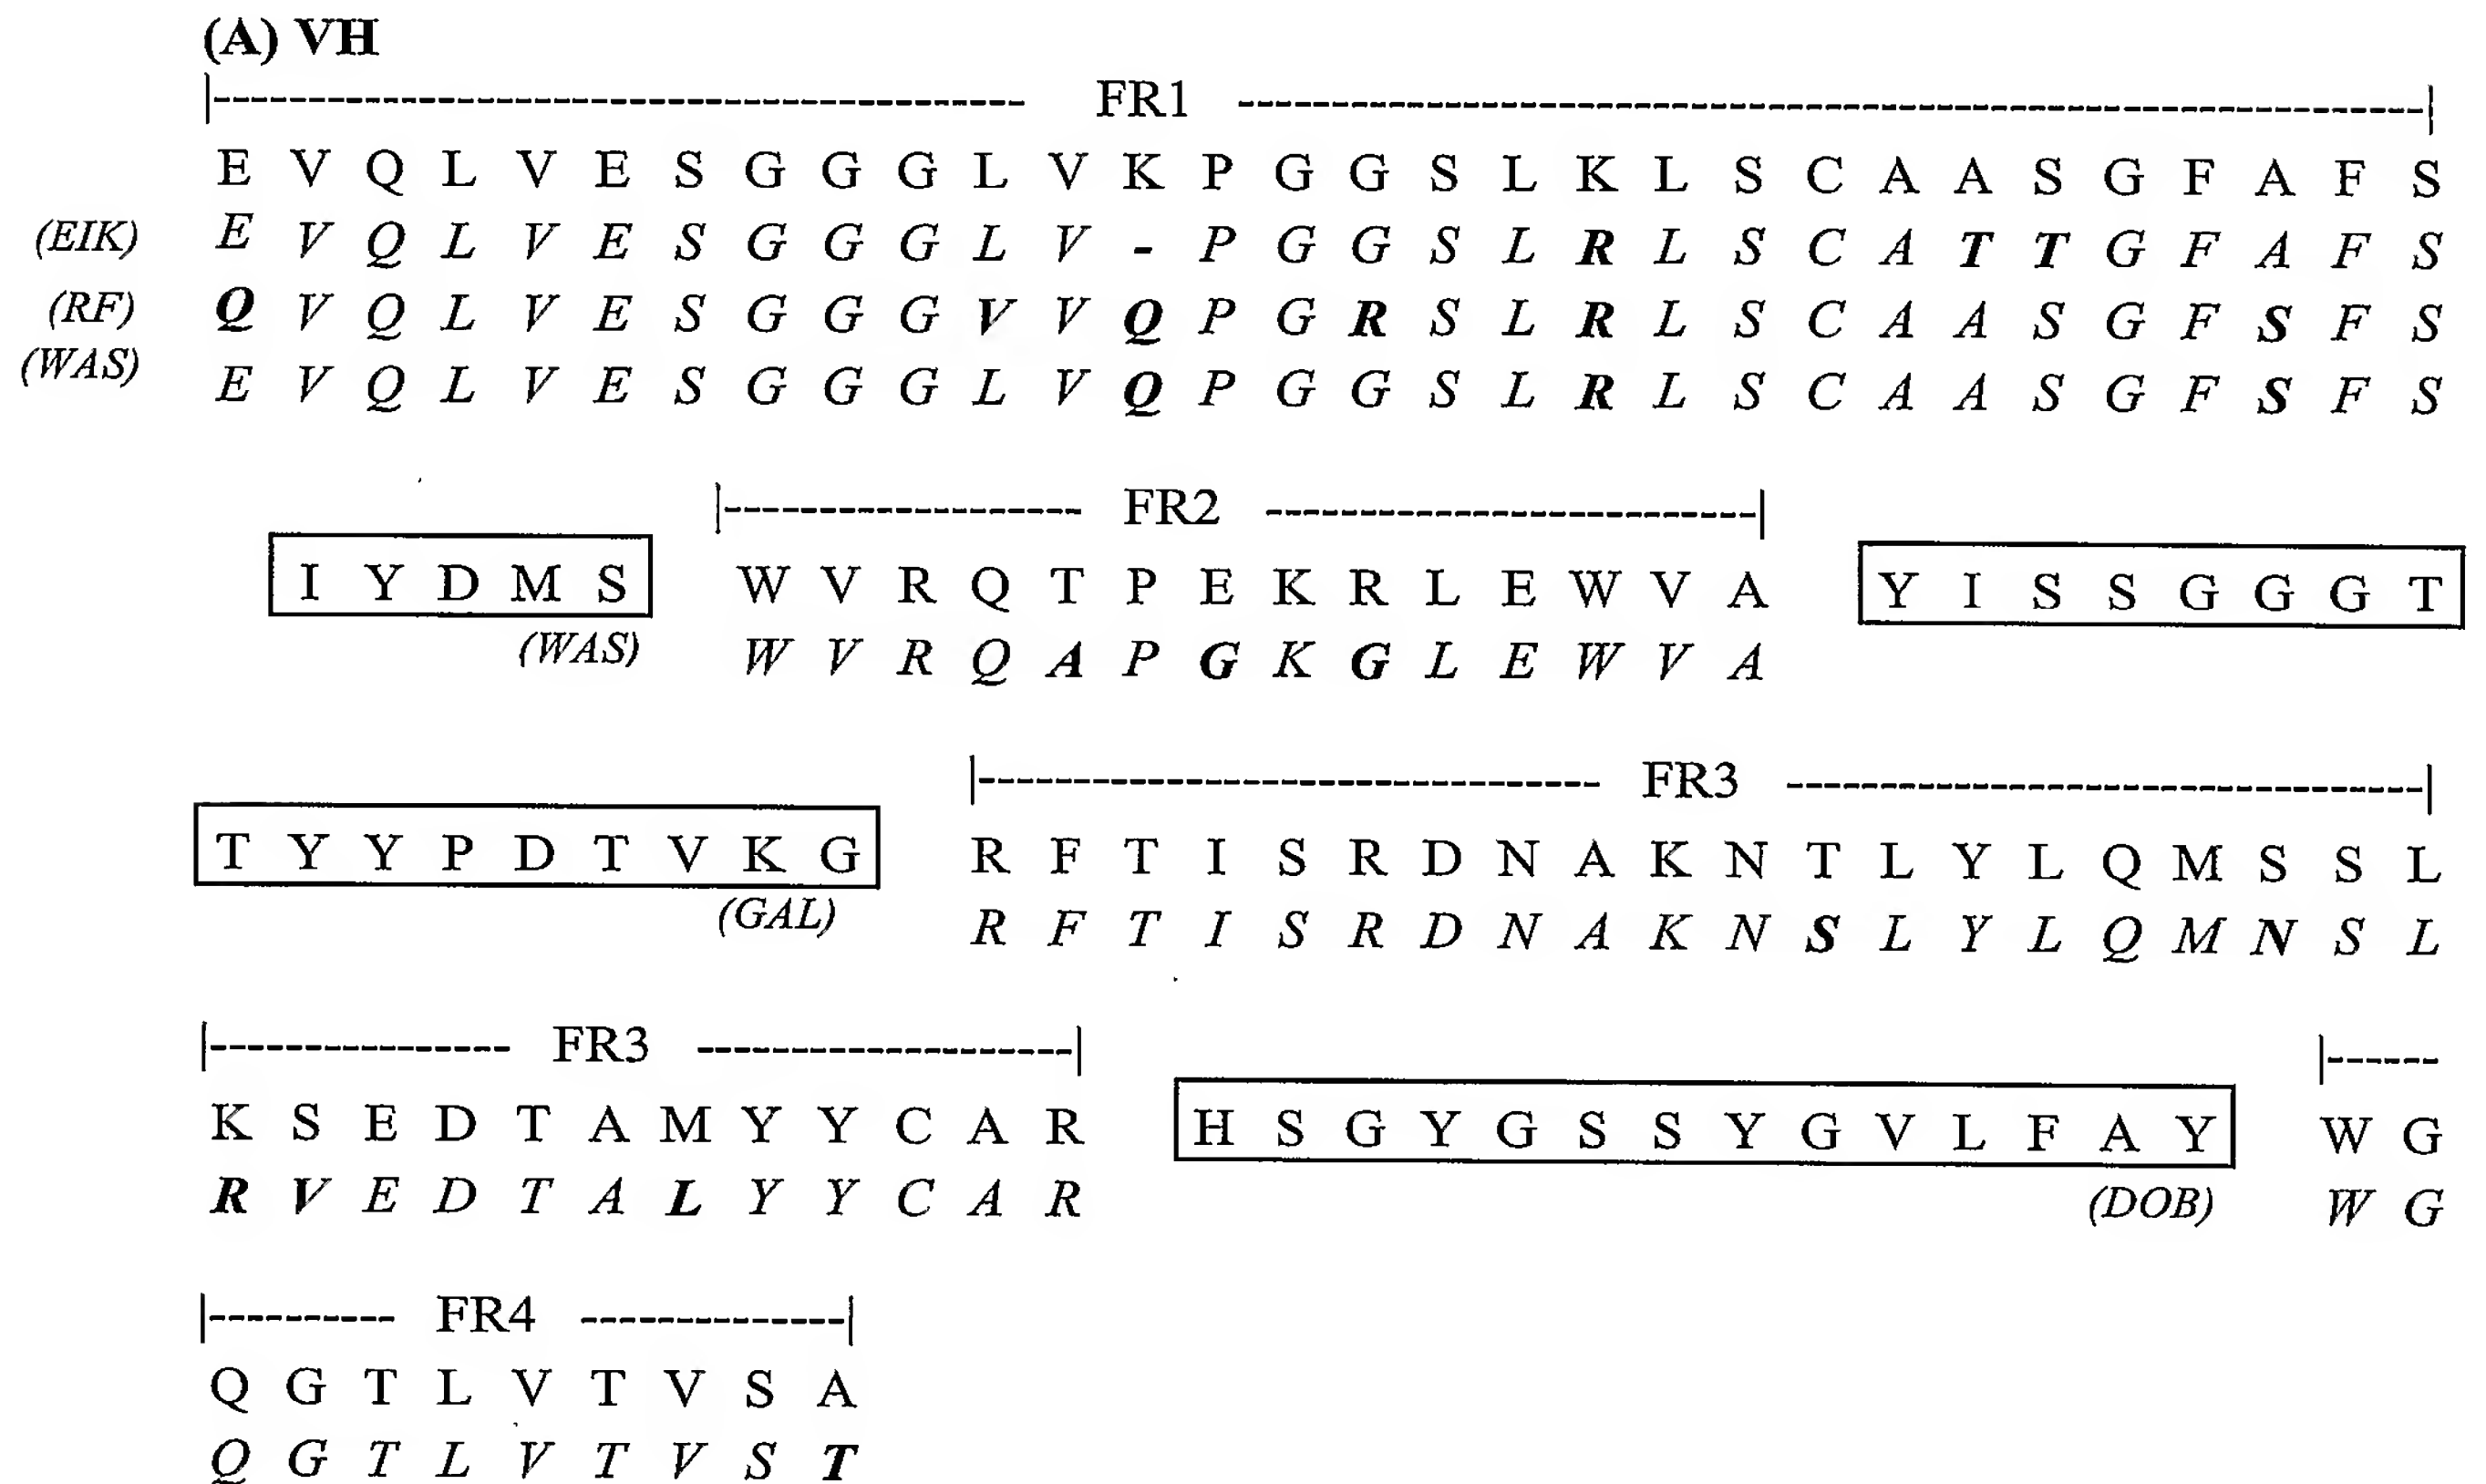 (A) VH
|------------------------------ FR1 --------------------------------------------|
E V Q L V E S G G G L V K P G G S L K L S C A A S G F A F S
(EIK) E V Q L V E S G G G L V - P G G S L R L S C A T T G F A F S
(RF) Q V Q L V E S G G G V V Q P G R S L R L S C A A S G F S F S
(WAS) E V Q L V E S G G G L V Q P G G S L R L S C A A S G F S F S
|-------------- FR2 -------------------|
I Y D M S W V R Q T P E K R L E W V A Y I S S G G G T
(WAS) W V R Q A P G K G L E W V A
|------------------------ FR3 -------------------------|
T Y Y P D T V K G R F T I S R D N A K N T L Y L Q M S S L
(GAL) R F T I S R D N A K N S L Y L Q M N S L
|------------ FR3 ---------------| |-----
K S E D T A M Y Y C A R H S G Y G S S Y G V L F A Y W G
R V E D T A L Y Y C A R (DOB) W G
|-------- FR4 -----------|
Q G T L V T V S A
Q G T L V T V S T